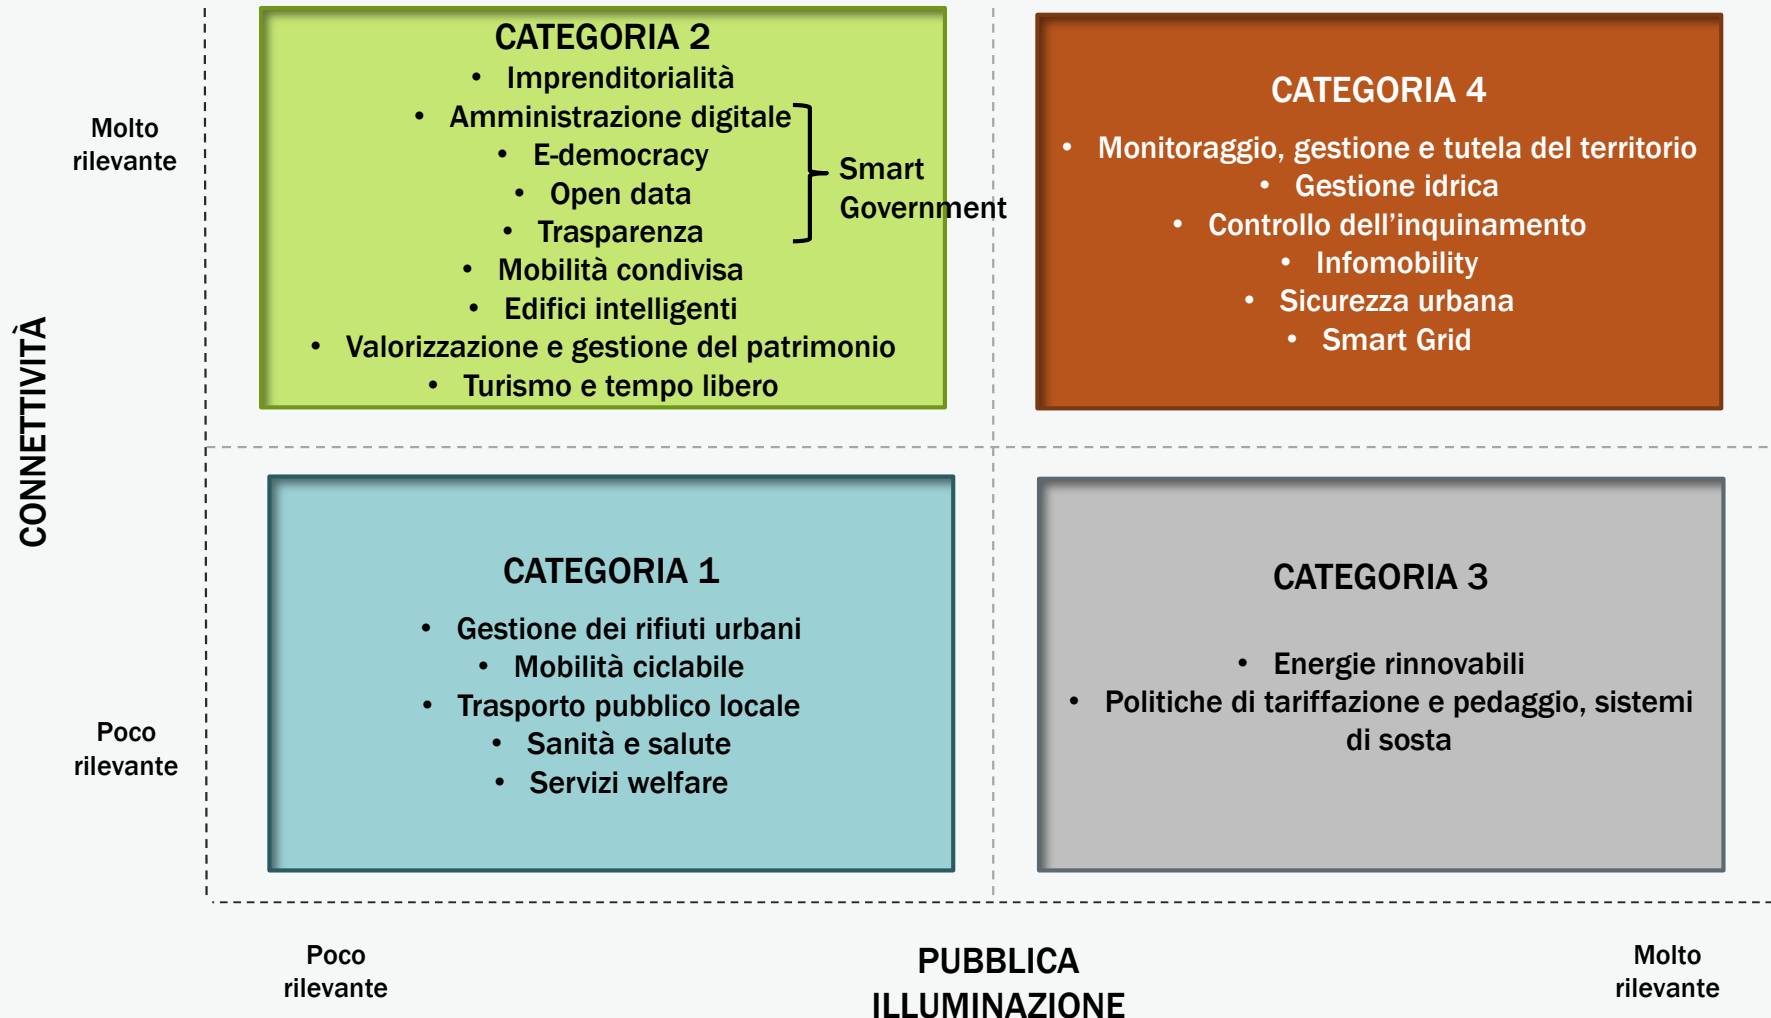 CONNETTIVITÀ
Molto
rilevante
CATEGORIA 2
• Imprenditorialità
• Amministrazione digitale
• E-democracy
• Open data
• Trasparenza
Smart
Government
• Mobilità condivisa
• Edifici intelligenti
• Valorizzazione e gestione del patrimonio
• Turismo e tempo libero
CATEGORIA 4
• Monitoraggio, gestione e tutela del territorio
• Gestione idrica
• Controllo dell’inquinamento
• Infomobility
• Sicurezza urbana
• Smart Grid
Poco
rilevante
CATEGORIA 1
• Gestione dei rifiuti urbani
• Mobilità ciclabile
• Trasporto pubblico locale
• Sanità e salute
• Servizi welfare
CATEGORIA 3
• Energie rinnovabili
• Politiche di tariffazione e pedaggio, sistemi
di sosta
Poco
rilevante
PUBBLICA
ILLUMINAZIONE
Molto
rilevante